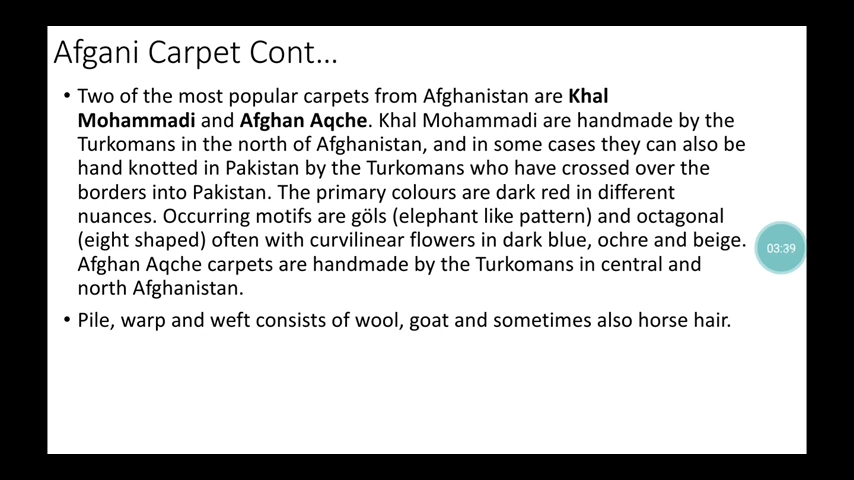 Afgani Carpet Cont...
• Two of the most popular carpets from Afghanistan are Khal
Mohammadi and Afghan Aqche. Khal Mohammadi are handmade by the
Turkomans in the north of Afghanistan, and in some cases they can also be
hand knotted in Pakistan by the Turkomans who have crossed over the
borders into Pakistan. The primary colours are dark red in different
nuances. Occurring motifs are göls (elephant like pattern) and octagonal
(eight shaped) often with curvilinear flowers in dark blue, ochre and beige.
Afghan Aqche carpets are handmade by the Turkomans in central and
north Afghanistan.
• Pile, warp and weft consists of wool, goat and sometimes also horse hair.
03:39